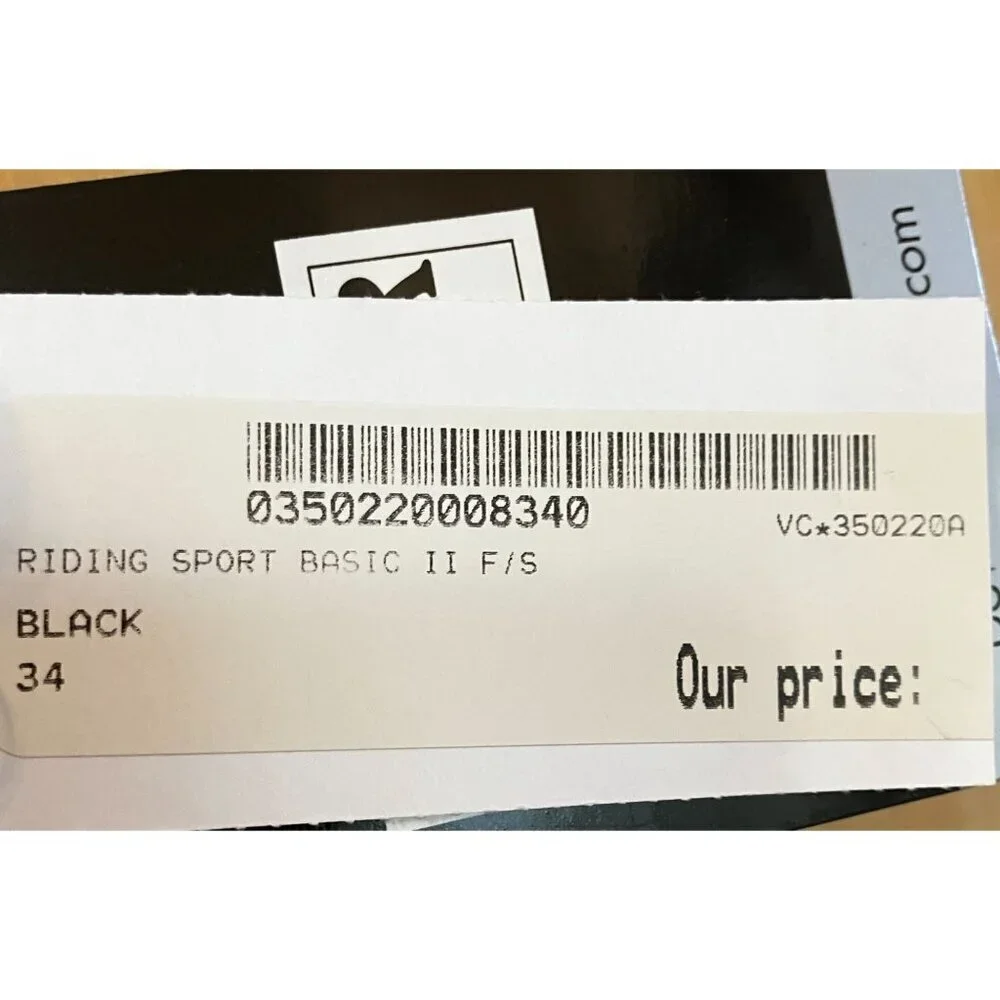 com
0350220008340
VC*350220A
RIDING SPORT BASIC II F/S
BLACK
34
Our price: